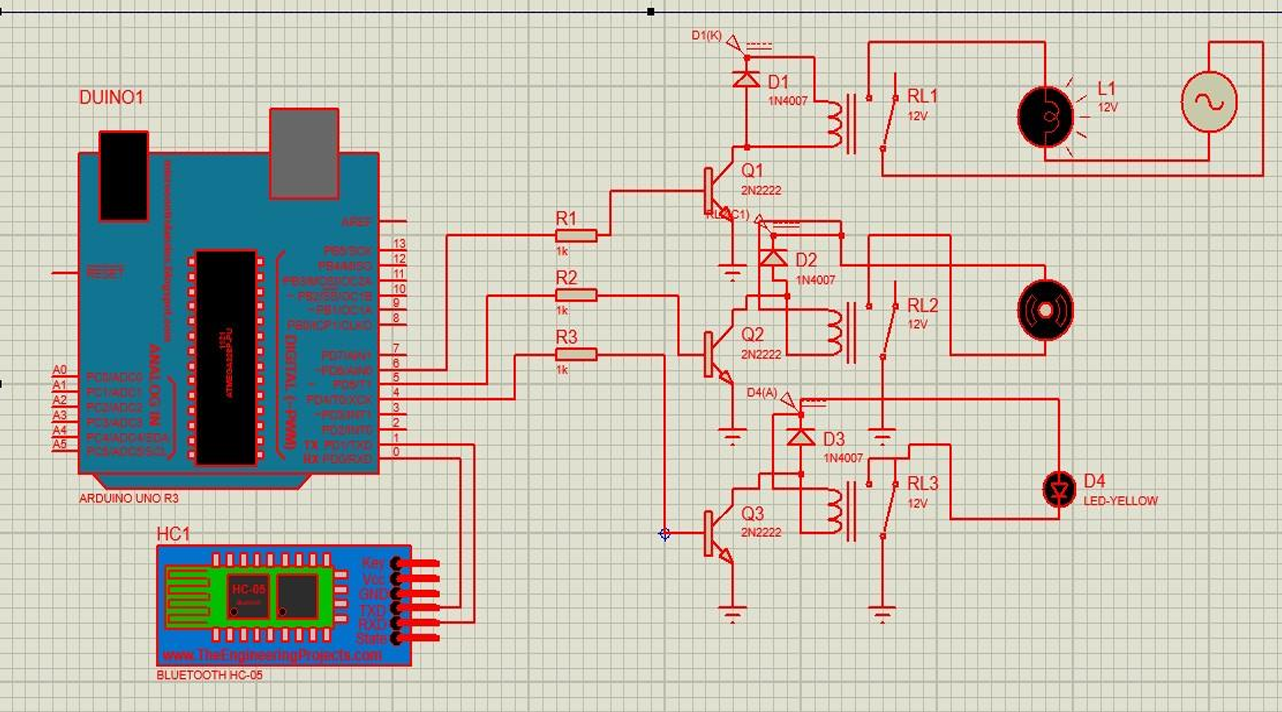 DUINO1
AREF
RESET
13
12
11
10
9
8
7
6
5
4
3
2
1
0
A0
A1
A2
A3
A4
A5
PC0/ADC0
PC1/ADC1
PC2/ADC2
PC3/ADC3
PC4/ADC4/SDA
PC5/ADC5/SCL
ANALOG IN
DIGITAL (~PWM)
PB5/SCK
PB4/MISO
~ PB3/MOSI/OC2A
~ PB2/SS/OC1B
~ PB1/OC1A
PB0/ICP1/CLKO
PD7/AIN1
~ PD6/AIN0
~ PD5/T1
PD4/T0/XCK
~ PD3/INT1
PD2/INT0
TX PD1/TXD
RX PD0/RXD
ATMEGA328P-PU
1121
ARDUINO UNO R3
HC1
HC-05
Key
Vcc
GND
TXD
RXD
State
www.TheEngineeringProjects.com
BLUETOOTH HC-05
R1
1k
R2
1k
R3
1k
D1(K)
D1
1N4007
Q1
2N2222
RL1
12V
L1
12V
D2
1N4007
Q2
2N2222
RL2
12V
D4(A)
D3
1N4007
Q3
2N2222
RL3
12V
D4
LED-YELLOW